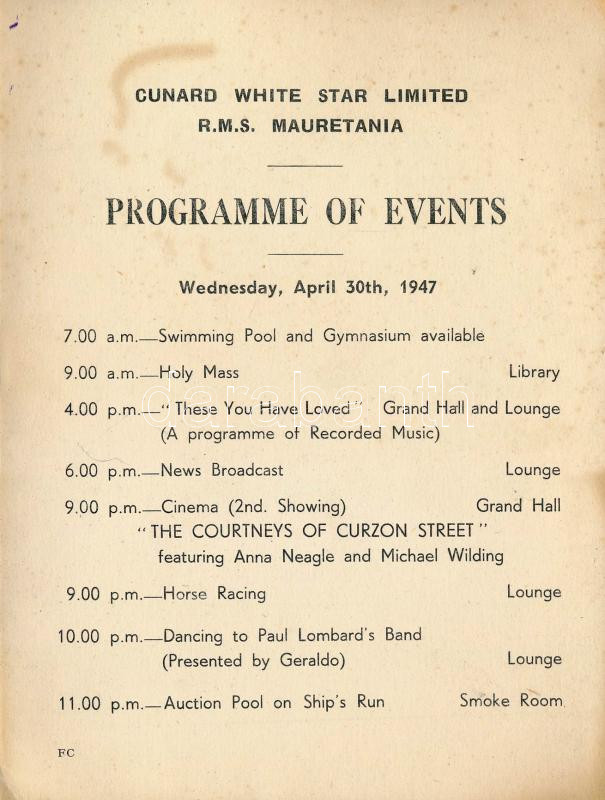 CUNARD WHITE STAR LIMITED
R.M.S. MAURETANIA
PROGRAMME OF EVENTS
Wednesday, April 30th, 1947
7.00 a.m.—Swimming Pool and Gymnasium available
9.00 a.m.—Holy Mass Library
4.00 p.m.—"These You Have Loved" Grand Hall and Lounge
(A programme of Recorded Music)
6.00 p.m.—News Broadcast Lounge
9.00 p.m.—Cinema (2nd. Showing) Grand Hall
"THE COURTNEYS OF CURZON STREET"
featuring Anna Neagle and Michael Wilding
9.00 p.m.—Horse Racing Lounge
10.00 p.m.—Dancing to Paul Lombard's Band
(Presented by Geraldo) Lounge
11.00 p.m.—Auction Pool on Ship's Run Smoke Room
FC
darabanth